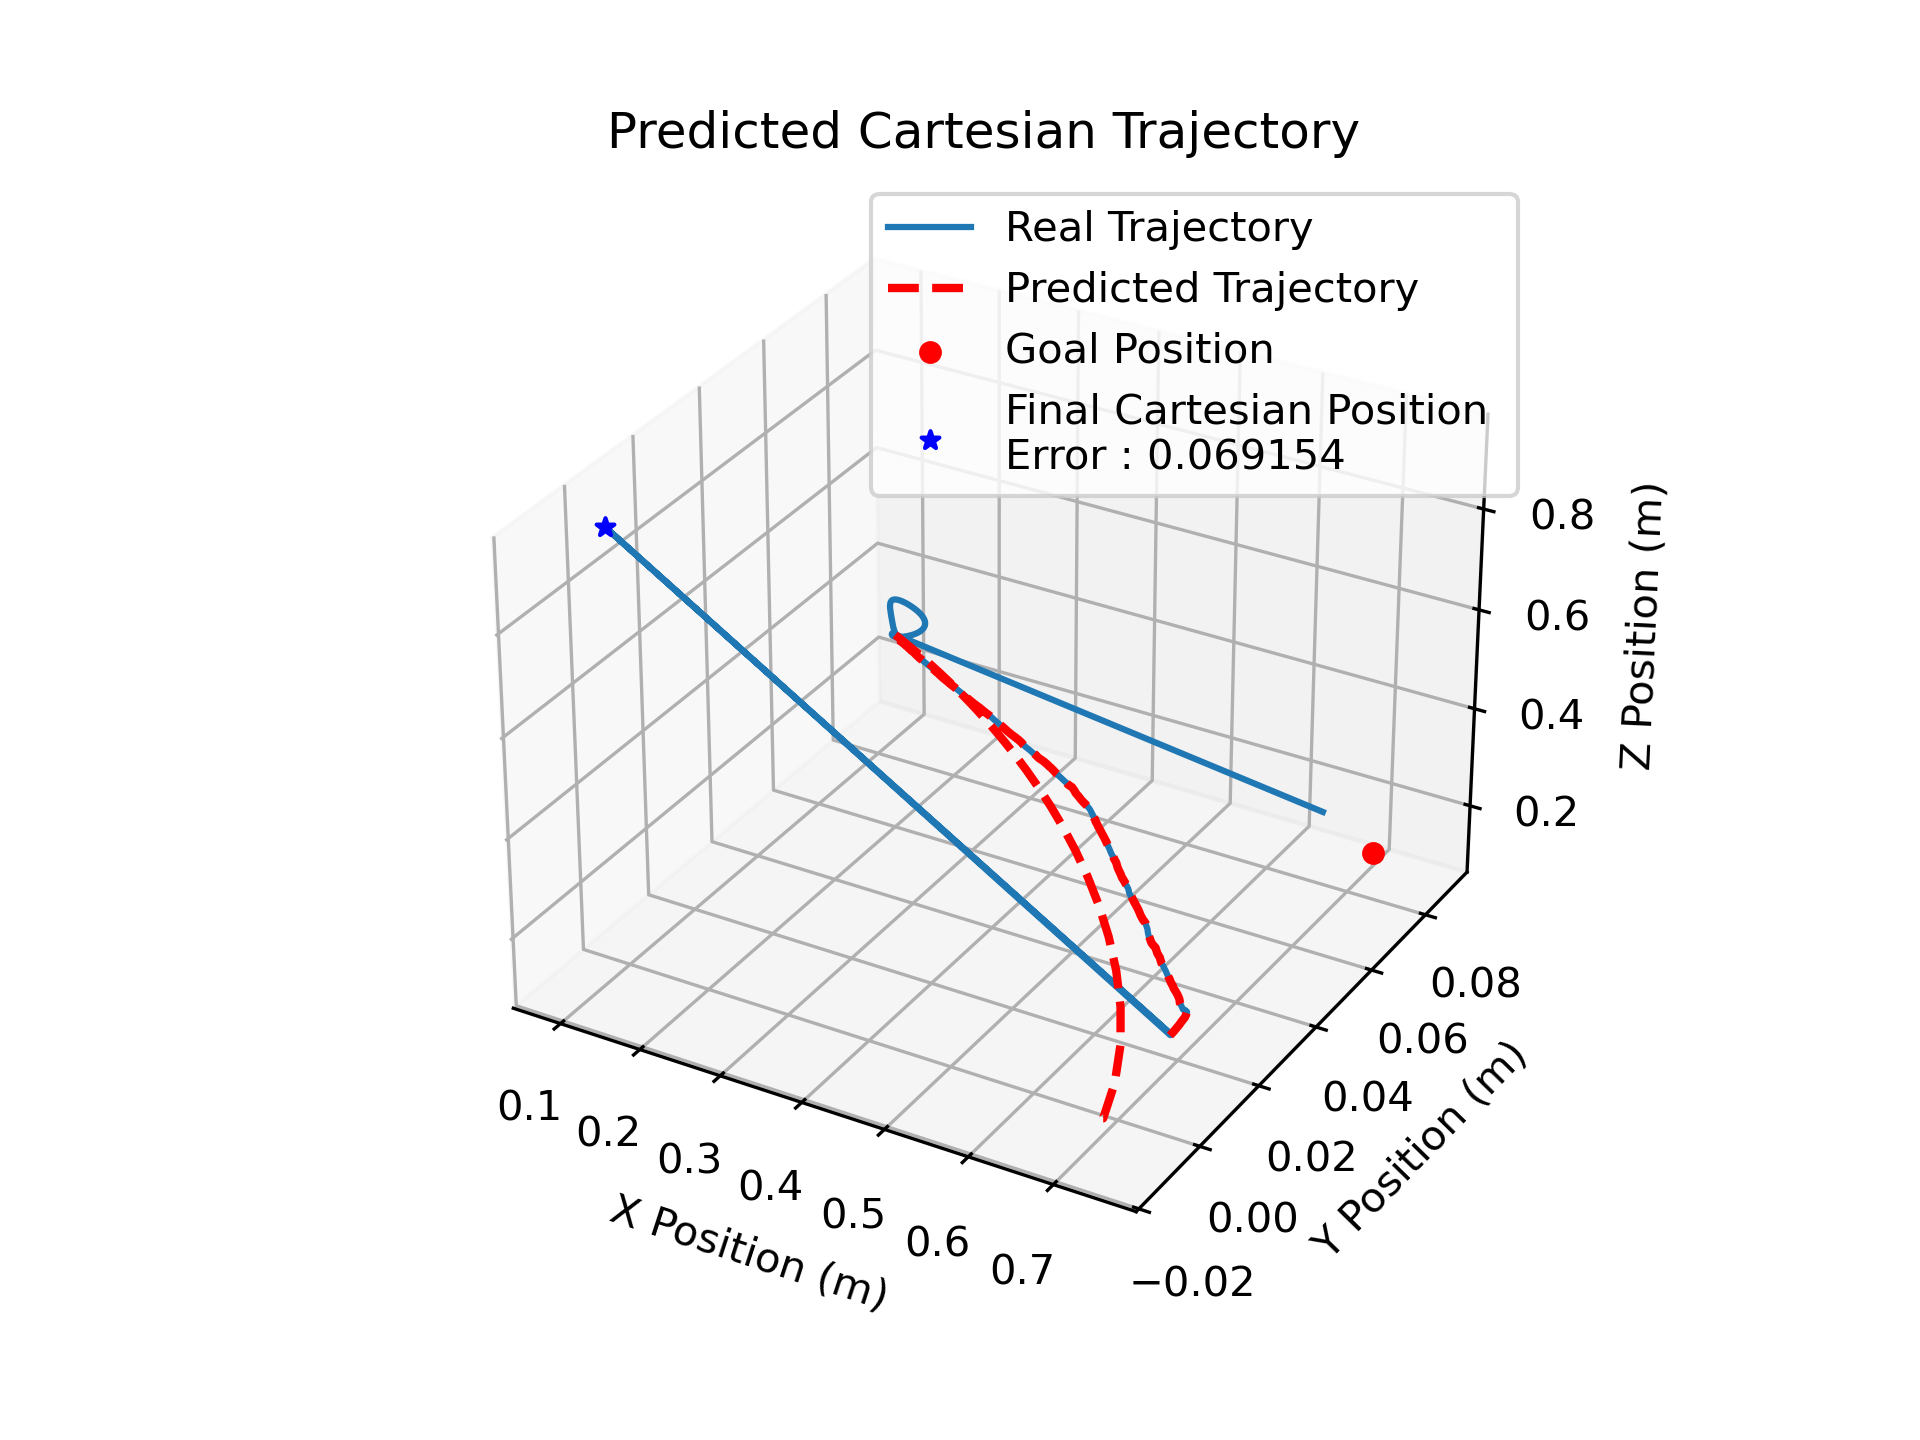 Predicted Cartesian Trajectory
Real Trajectory
Predicted Trajectory
Goal Position
Final Cartesian Position
Error : 0.069154
0.8
0.6
0.4
0.2
Z Position (m)
0.1
0.2
0.3
0.4
0.5
0.6
0.7
X Position (m)
−0.02
0.00
0.02
0.04
0.06
0.08
Y Position (m)